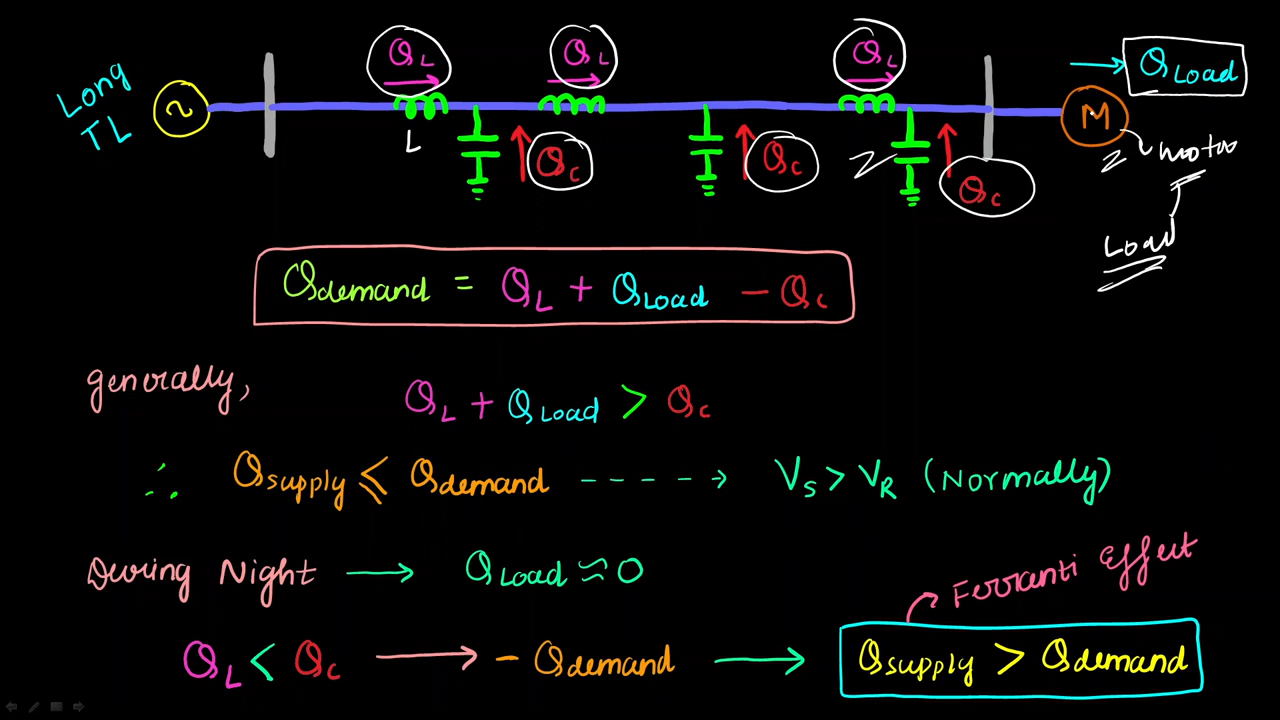 Long
TL
~
Q_L
Q_L
Q_L
Q_Load
L
M
Q_c
Q_c
Q_c
motor
Load
Q_demand = Q_L + Q_Load - Q_c
generally,
Q_L + Q_Load > Q_c
∴ Q_supply ≤ Q_demand -----> V_S > V_R (Normally)
During Night → Q_Load ≈ 0
Ferranti Effect
Q_L < Q_c → - Q_demand → Q_supply > Q_demand